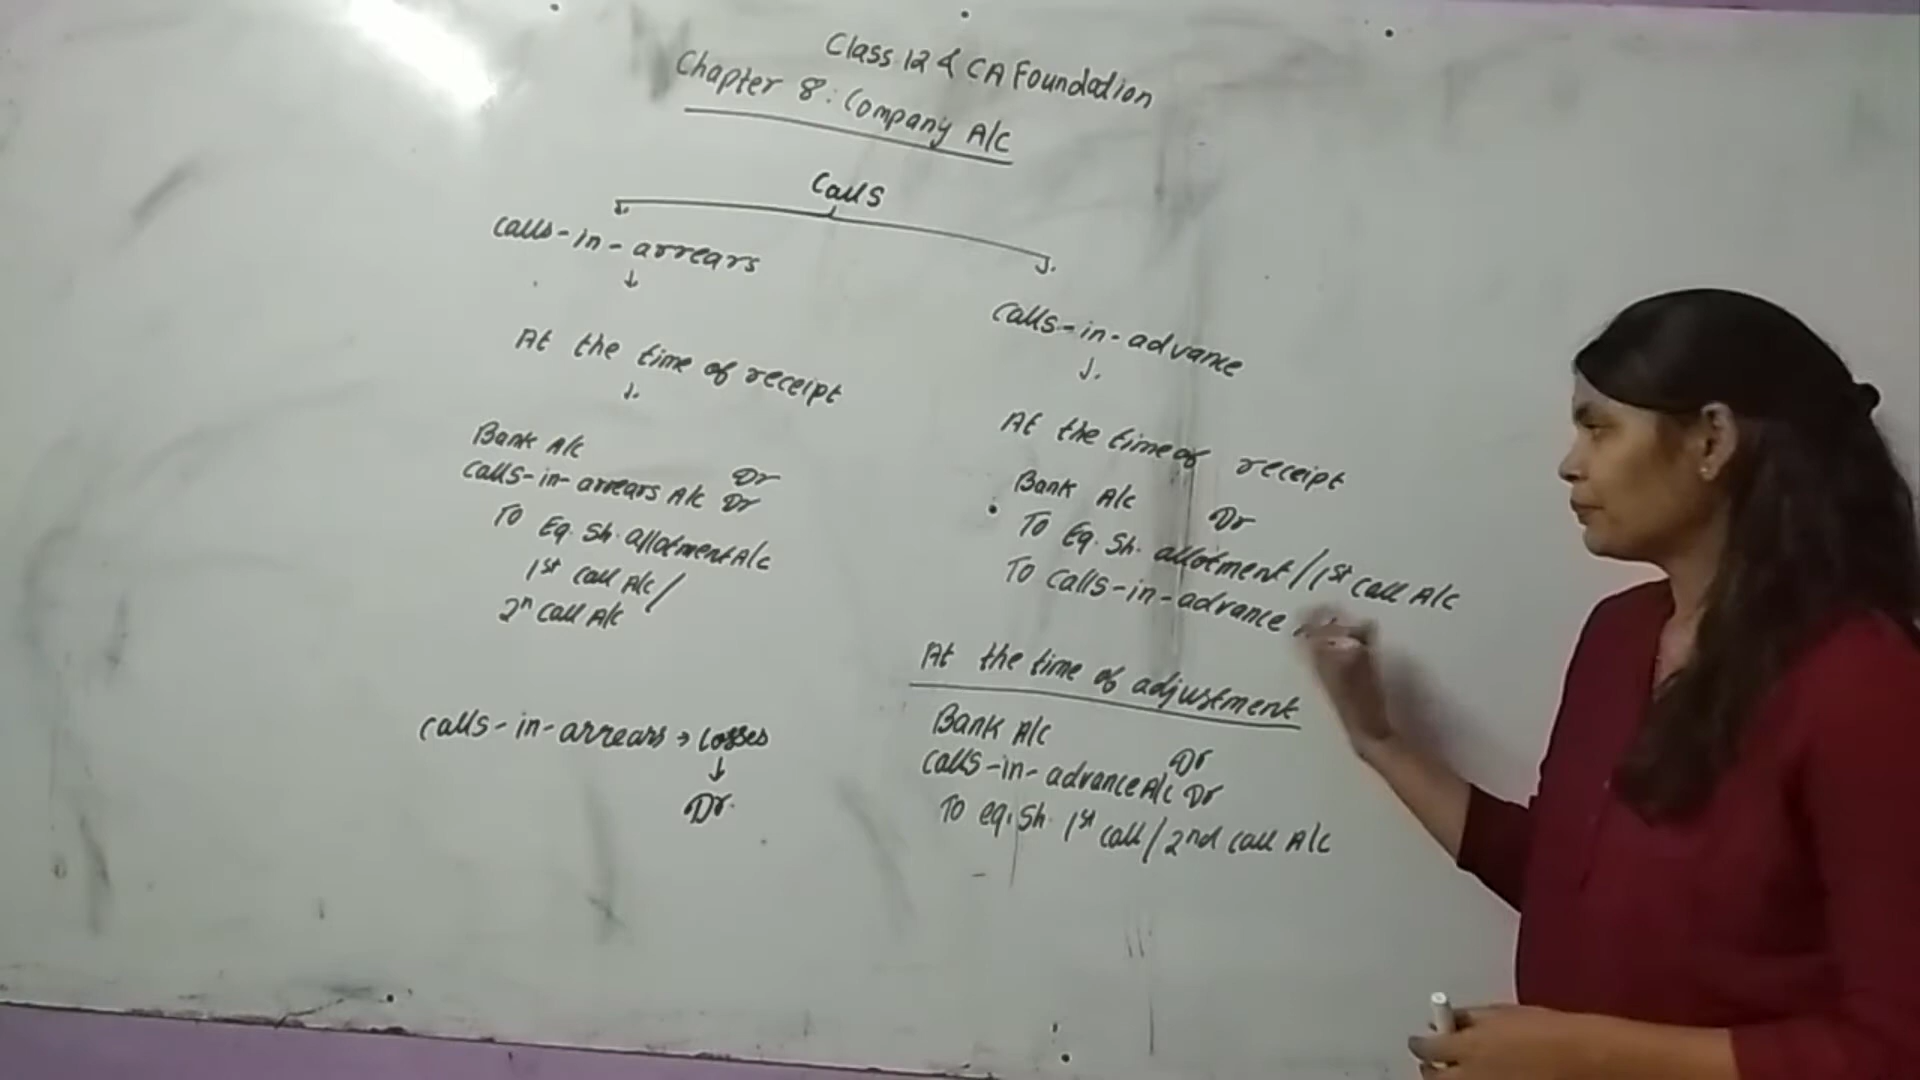 Class 12 & CA Foundation
Chapter 8: Company A/c
Calls
Calls-in-arrears
At the time of receipt
Bank A/c Dr
Calls-in-arrears A/c Dr
To Eq. Sh. allotment A/c
1st call A/c /
2n call A/c
Calls-in-arrears → Losses
Dr.
Calls-in-advance
At the time of receipt
Bank A/c Dr
To Eq. Sh. allotment / 1st call A/c
To Calls-in-advance
At the time of adjustment
Bank A/c Dr
Calls-in-advance A/c Dr
To eq. Sh. 1st call / 2nd call A/c